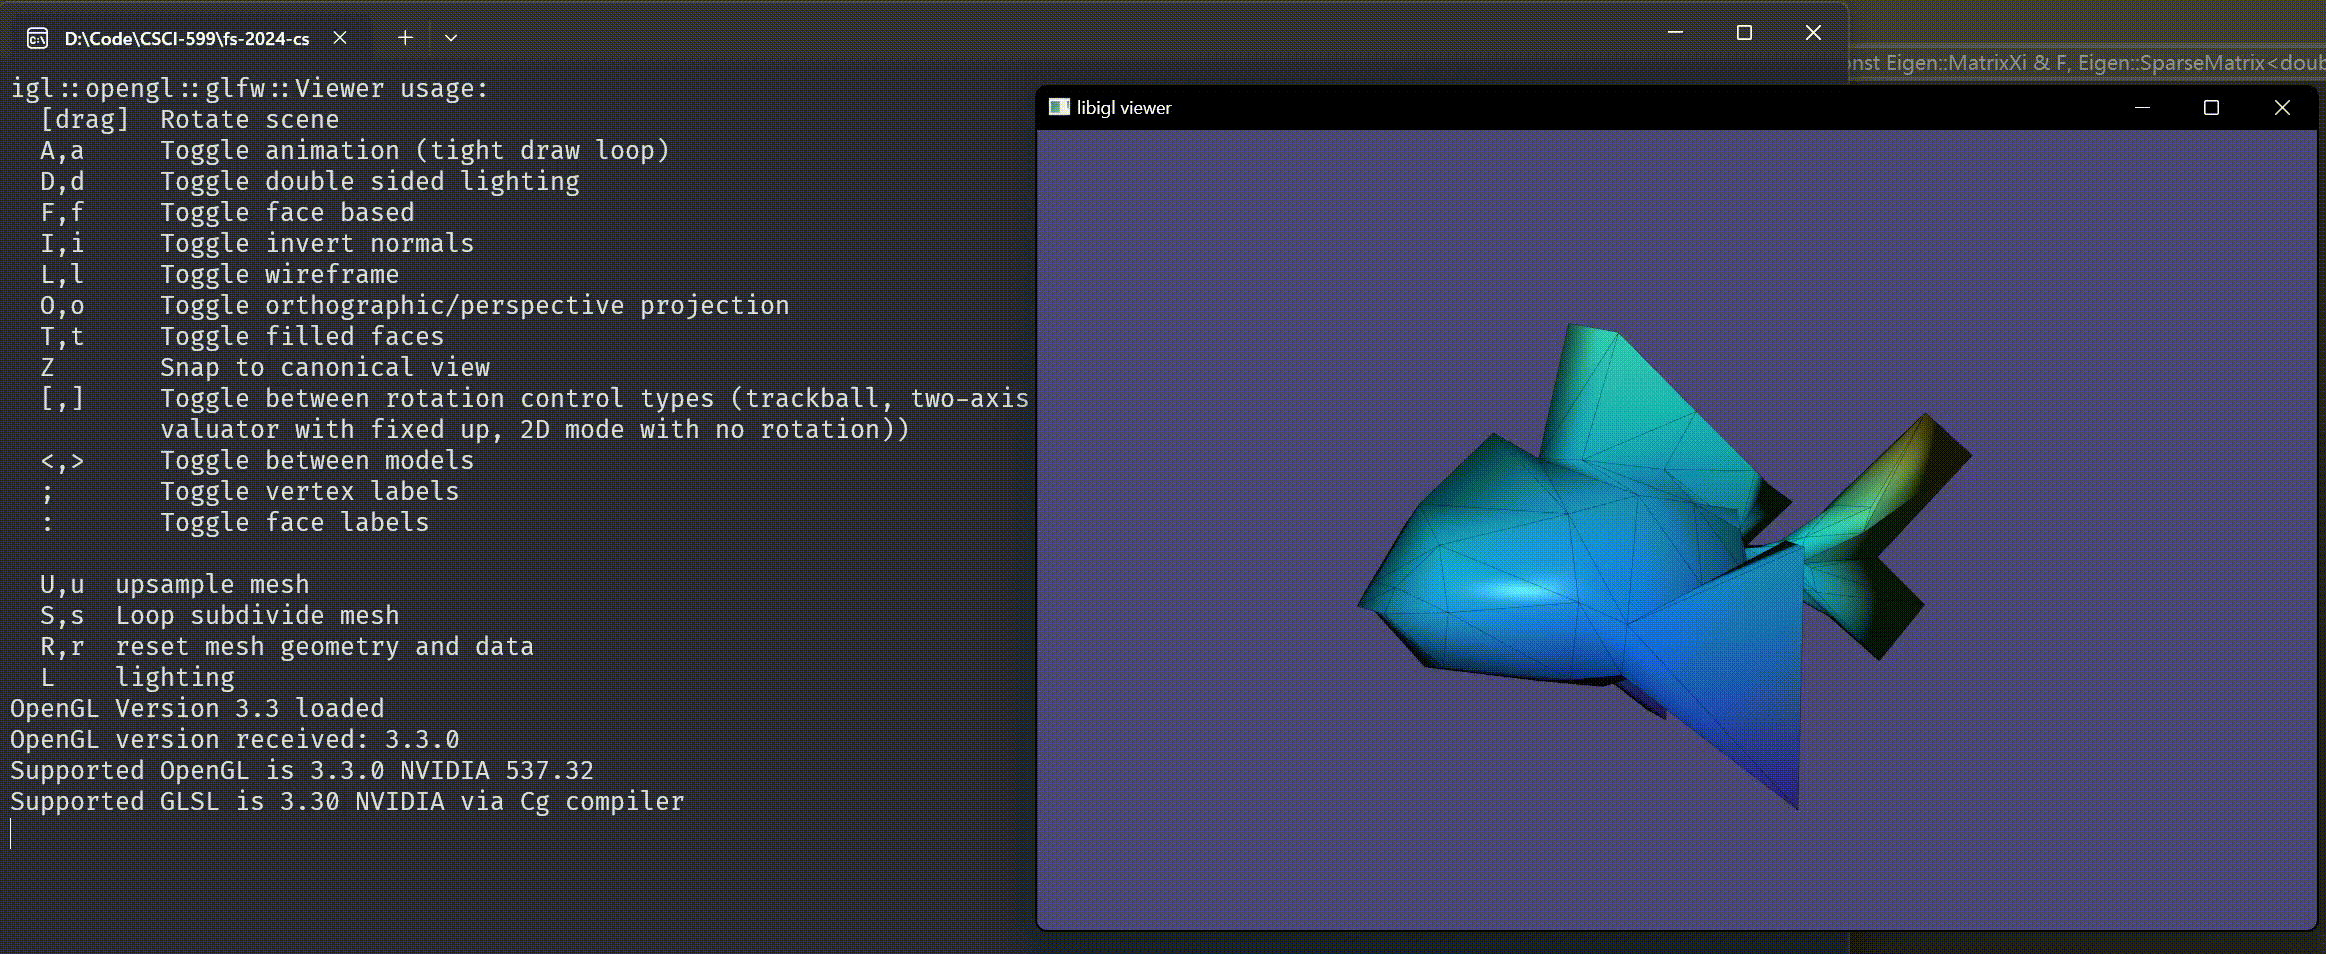 D:\Code\CSCI-599\fs-2024-cs
igl::opengl::glfw::Viewer usage:
[drag]  Rotate scene
A,a     Toggle animation (tight draw loop)
D,d     Toggle double sided lighting
F,f     Toggle face based
I,i     Toggle invert normals
L,l     Toggle wireframe
O,o     Toggle orthographic/perspective projection
T,t     Toggle filled faces
Z       Snap to canonical view
[,]     Toggle between rotation control types (trackball, two-axis
valuator with fixed up, 2D mode with no rotation))
<,>     Toggle between models
;       Toggle vertex labels
:       Toggle face labels
U,u  upsample mesh
S,s  Loop subdivide mesh
R,r  reset mesh geometry and data
L    lighting
OpenGL Version 3.3 loaded
OpenGL version received: 3.3.0
Supported OpenGL is 3.3.0 NVIDIA 537.32
Supported GLSL is 3.30 NVIDIA via Cg compiler
Eigen::MatrixXi & F, Eigen::SparseMatrix<doub
libigl viewer